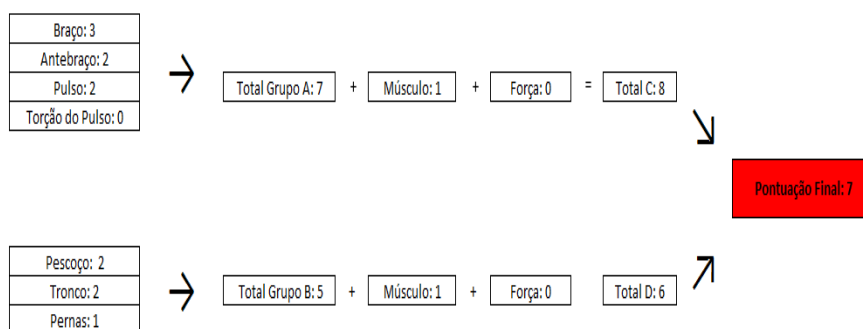 Braço: 3
Antebraço: 2
Pulso: 2
Torção do Pulso: 0
Total Grupo A: 7 + Músculo: 1 + Força: 0 = Total C: 8
Pontuação Final: 7
Pescoço: 2
Tronco: 2
Pernas: 1
Total Grupo B: 5 + Músculo: 1 + Força: 0 Total D: 6